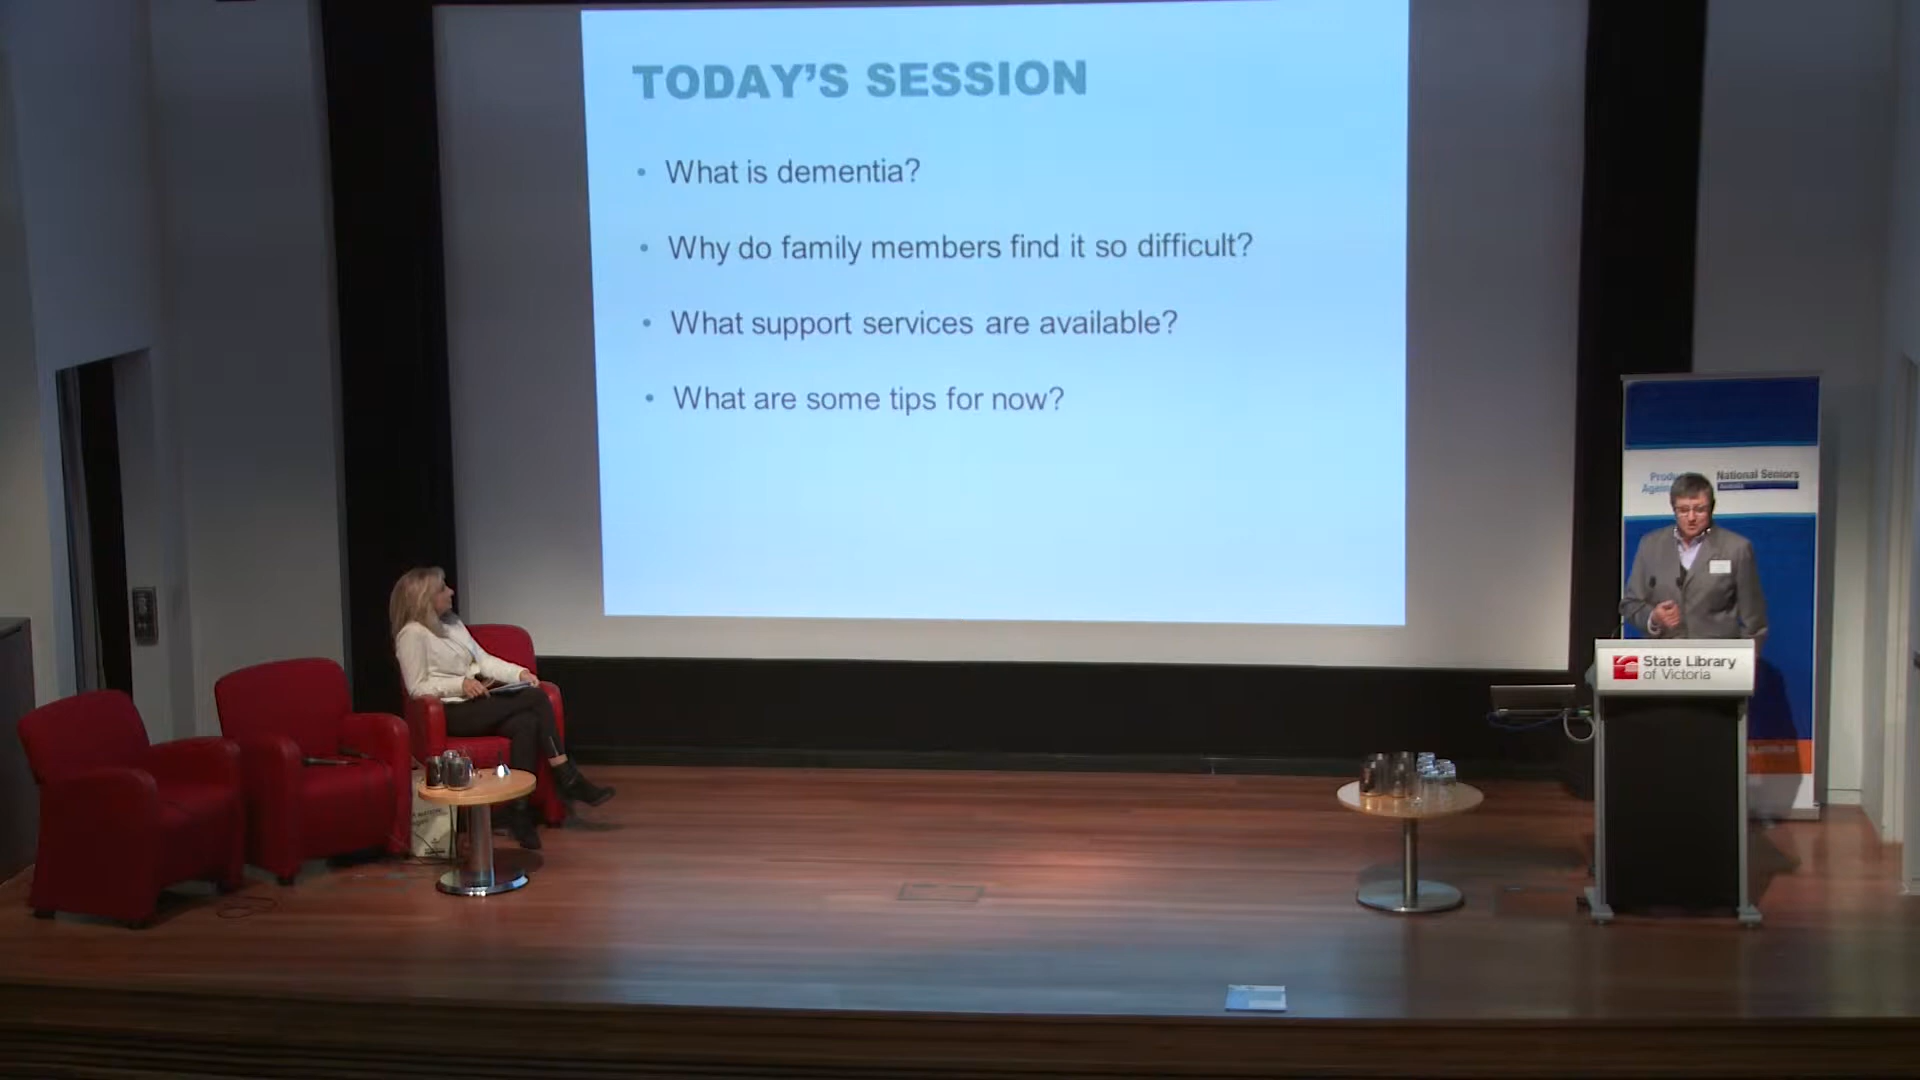 TODAY'S SESSION
• What is dementia?
• Why do family members find it so difficult?
• What support services are available?
• What are some tips for now?
National Seniors
State Library
of Victoria